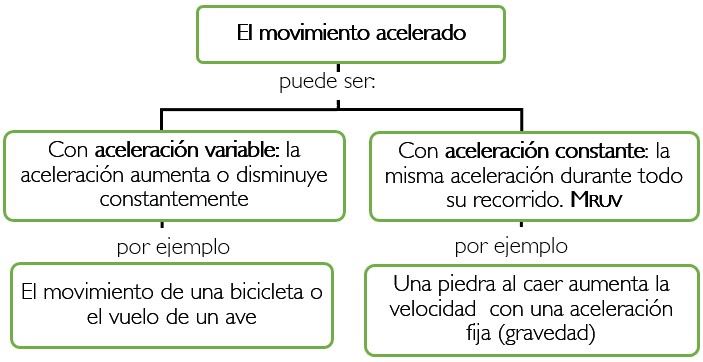 El movimiento acelerado
puede ser:
Con aceleración variable: la
aceleración aumenta o disminuye
constantemente
por ejemplo
El movimiento de una bicicleta o
el vuelo de un ave
Con aceleración constante: la
misma aceleración durante todo
su recorrido. MRUV
por ejemplo
Una piedra al caer aumenta la
velocidad con una aceleración
fija (gravedad)